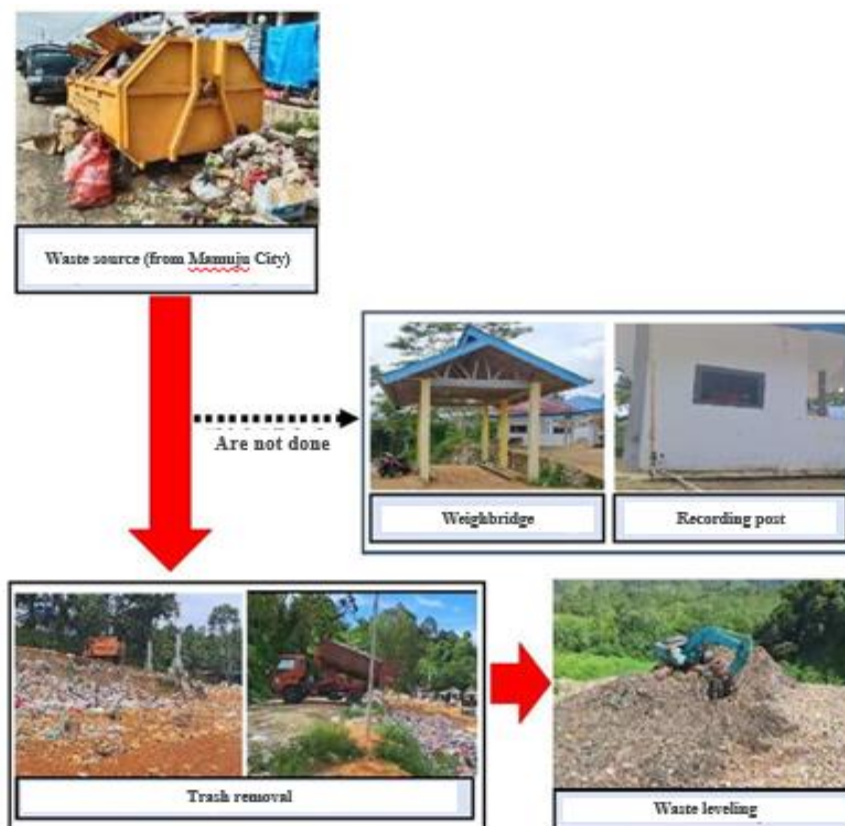 Waste source (from Mamuju City)
Are not done
Weighbridge
Recording post
Trash removal
Waste leveling